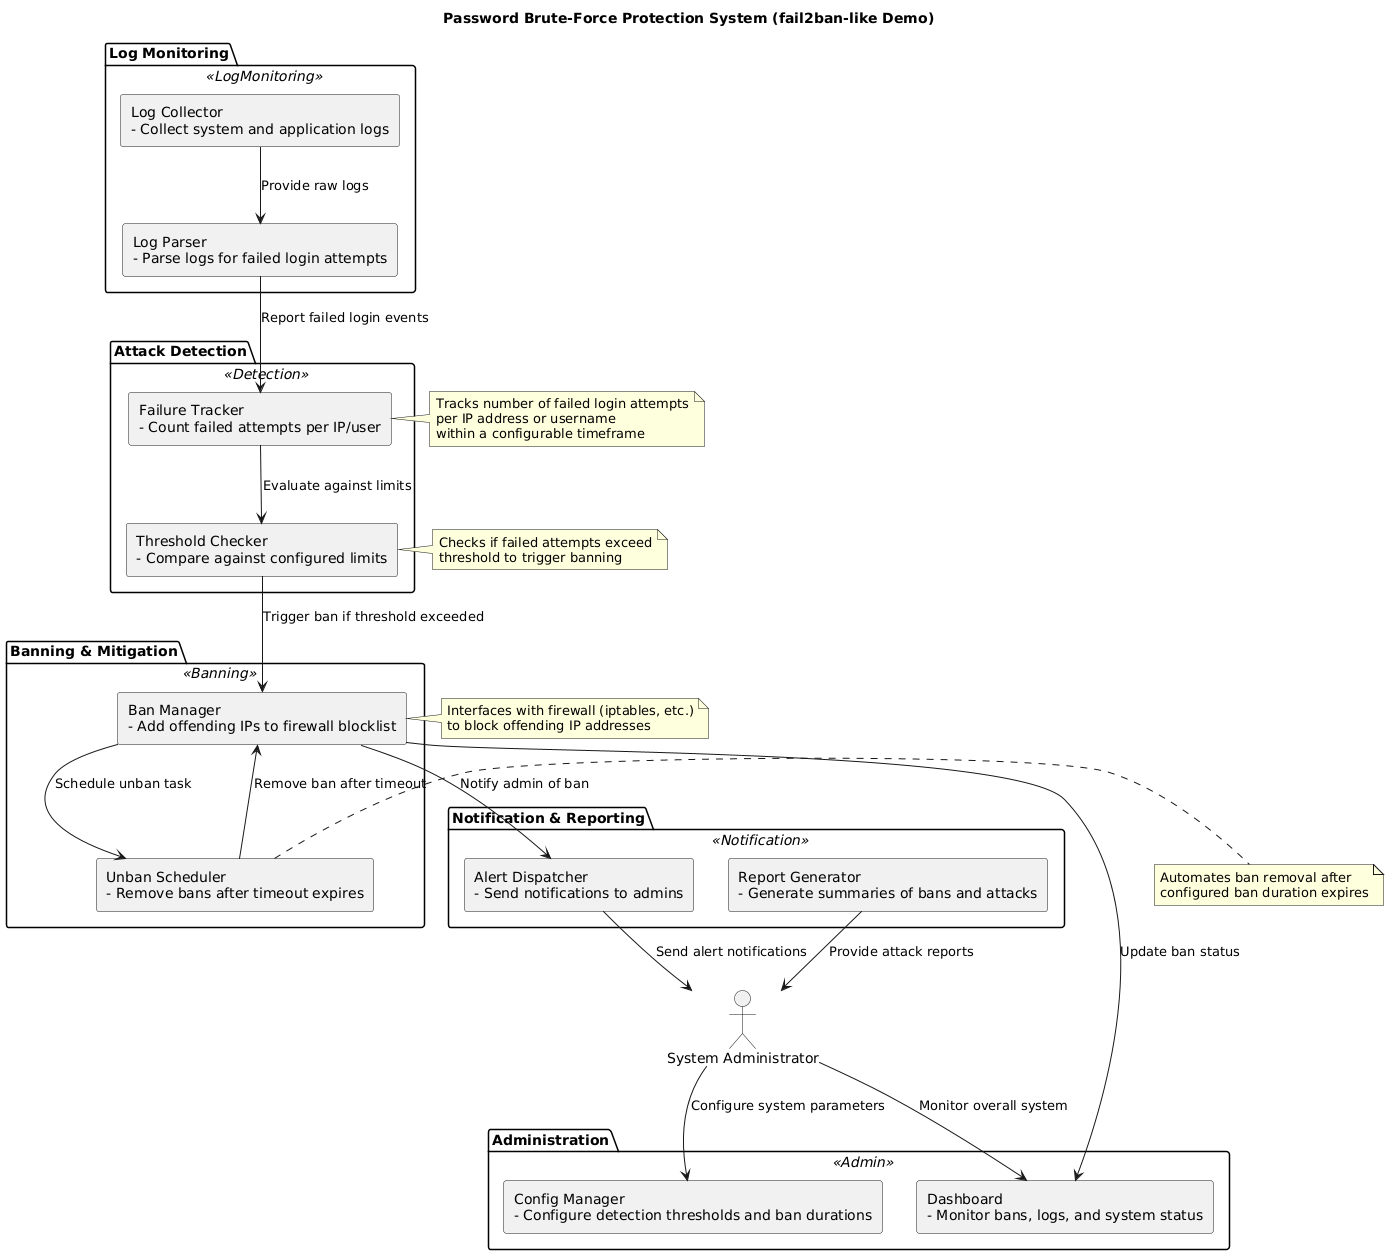 Password Brute-Force Protection System (fail2ban-like Demo)
Log Monitoring
«LogMonitoring»
Log Collector
- Collect system and application logs
Provide raw logs
Log Parser
- Parse logs for failed login attempts
Report failed login events
Attack Detection
«Detection»
Failure Tracker
- Count failed attempts per IP/user
Tracks number of failed login attempts
per IP address or username
within a configurable timeframe
Evaluate against limits
Threshold Checker
- Compare against configured limits
Checks if failed attempts exceed
threshold to trigger banning
Trigger ban if threshold exceeded
Banning & Mitigation
«Banning»
Ban Manager
- Add offending IPs to firewall blocklist
Interfaces with firewall (iptables, etc.)
to block offending IP addresses
Schedule unban task
Remove ban after timeout
Notify admin of ban
Unban Scheduler
- Remove bans after timeout expires
Notification & Reporting
«Notification»
Alert Dispatcher
- Send notifications to admins
Report Generator
- Generate summaries of bans and attacks
Automates ban removal after
configured ban duration expires
Send alert notifications
Provide attack reports
Update ban status
System Administrator
Configure system parameters
Monitor overall system
Administration
«Admin»
Config Manager
- Configure detection thresholds and ban durations
Dashboard
- Monitor bans, logs, and system status